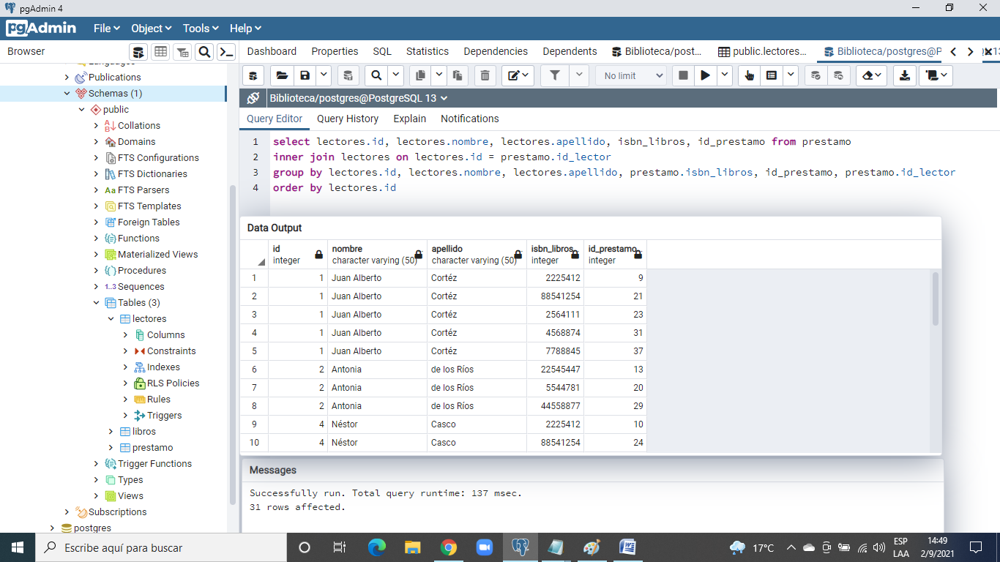 pgAdmin 4
pgAdmin File Object Tools Help
Browser
Dashboard Properties SQL Statistics Dependencies Dependents Biblioteca/post... public.lectores... Biblioteca/postgres@P
No limit
Biblioteca/postgres@PostgreSQL 13
Query Editor Query History Explain Notifications
Languages
Publications
Schemas (1)
public
Collations
Domains
FTS Configurations
FTS Dictionaries
FTS Parsers
FTS Templates
Foreign Tables
Functions
Materialized Views
Procedures
1..3 Sequences
Tables (3)
lectores
Columns
Constraints
Indexes
RLS Policies
Rules
Triggers
libros
prestamo
Trigger Functions
Types
Views
Subscriptions
postgres
1 select lectores.id, lectores.nombre, lectores.apellido, isbn_libros, id_prestamo from prestamo
2 inner join lectores on lectores.id = prestamo.id_lector
3 group by lectores.id, lectores.nombre, lectores.apellido, prestamo.isbn_libros, id_prestamo, prestamo.id_lector
4 order by lectores.id
Data Output
id nombre apellido isbn_libros id_prestamo
integer character varying (50) character varying (50) integer integer
1 1 Juan Alberto Cortéz 2225412 9
2 1 Juan Alberto Cortéz 88541254 21
3 1 Juan Alberto Cortéz 2564111 23
4 1 Juan Alberto Cortéz 4568874 31
5 1 Juan Alberto Cortéz 7788845 37
6 2 Antonia de los Ríos 22545447 13
7 2 Antonia de los Ríos 5544781 20
8 2 Antonia de los Ríos 44558877 29
9 4 Néstor Casco 2225412 10
10 4 Néstor Casco 88541254 24
Messages
Successfully run. Total query runtime: 137 msec.
31 rows affected.
Escribe aquí para buscar
17°C
ESP
LAA
14:49
2/9/2021